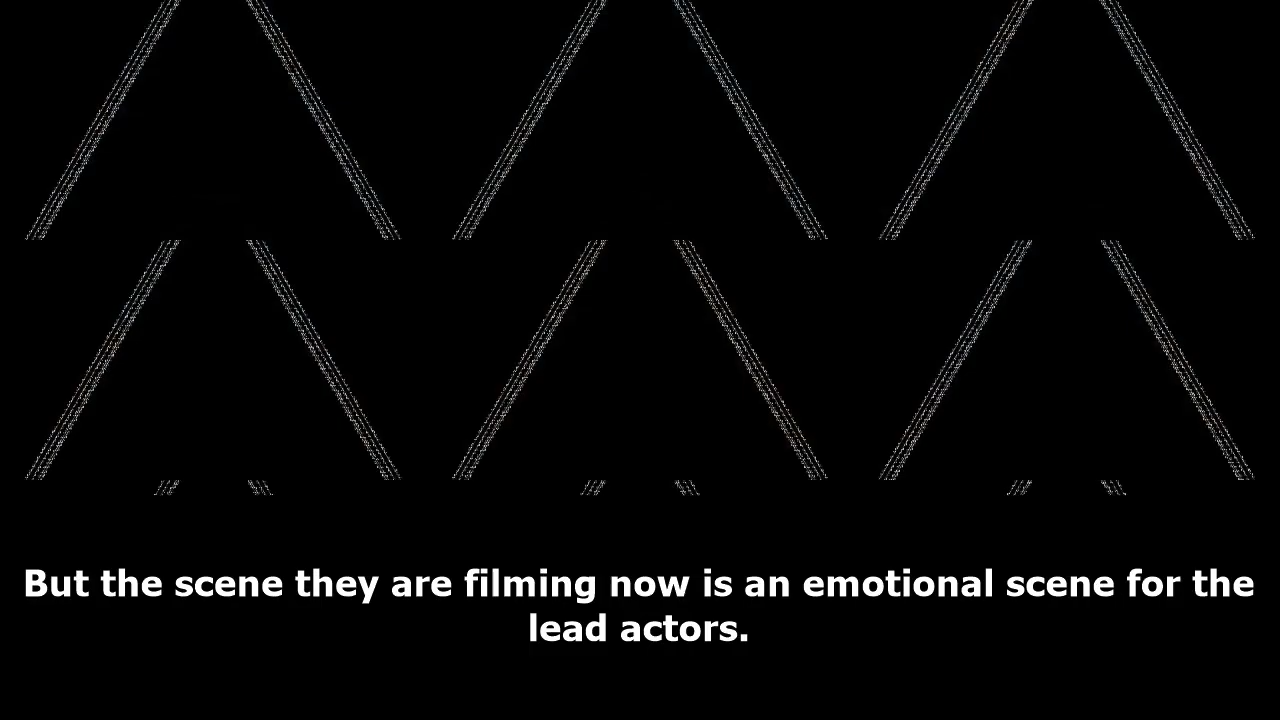 But the scene they are filming now is an emotional scene for the
lead actors.